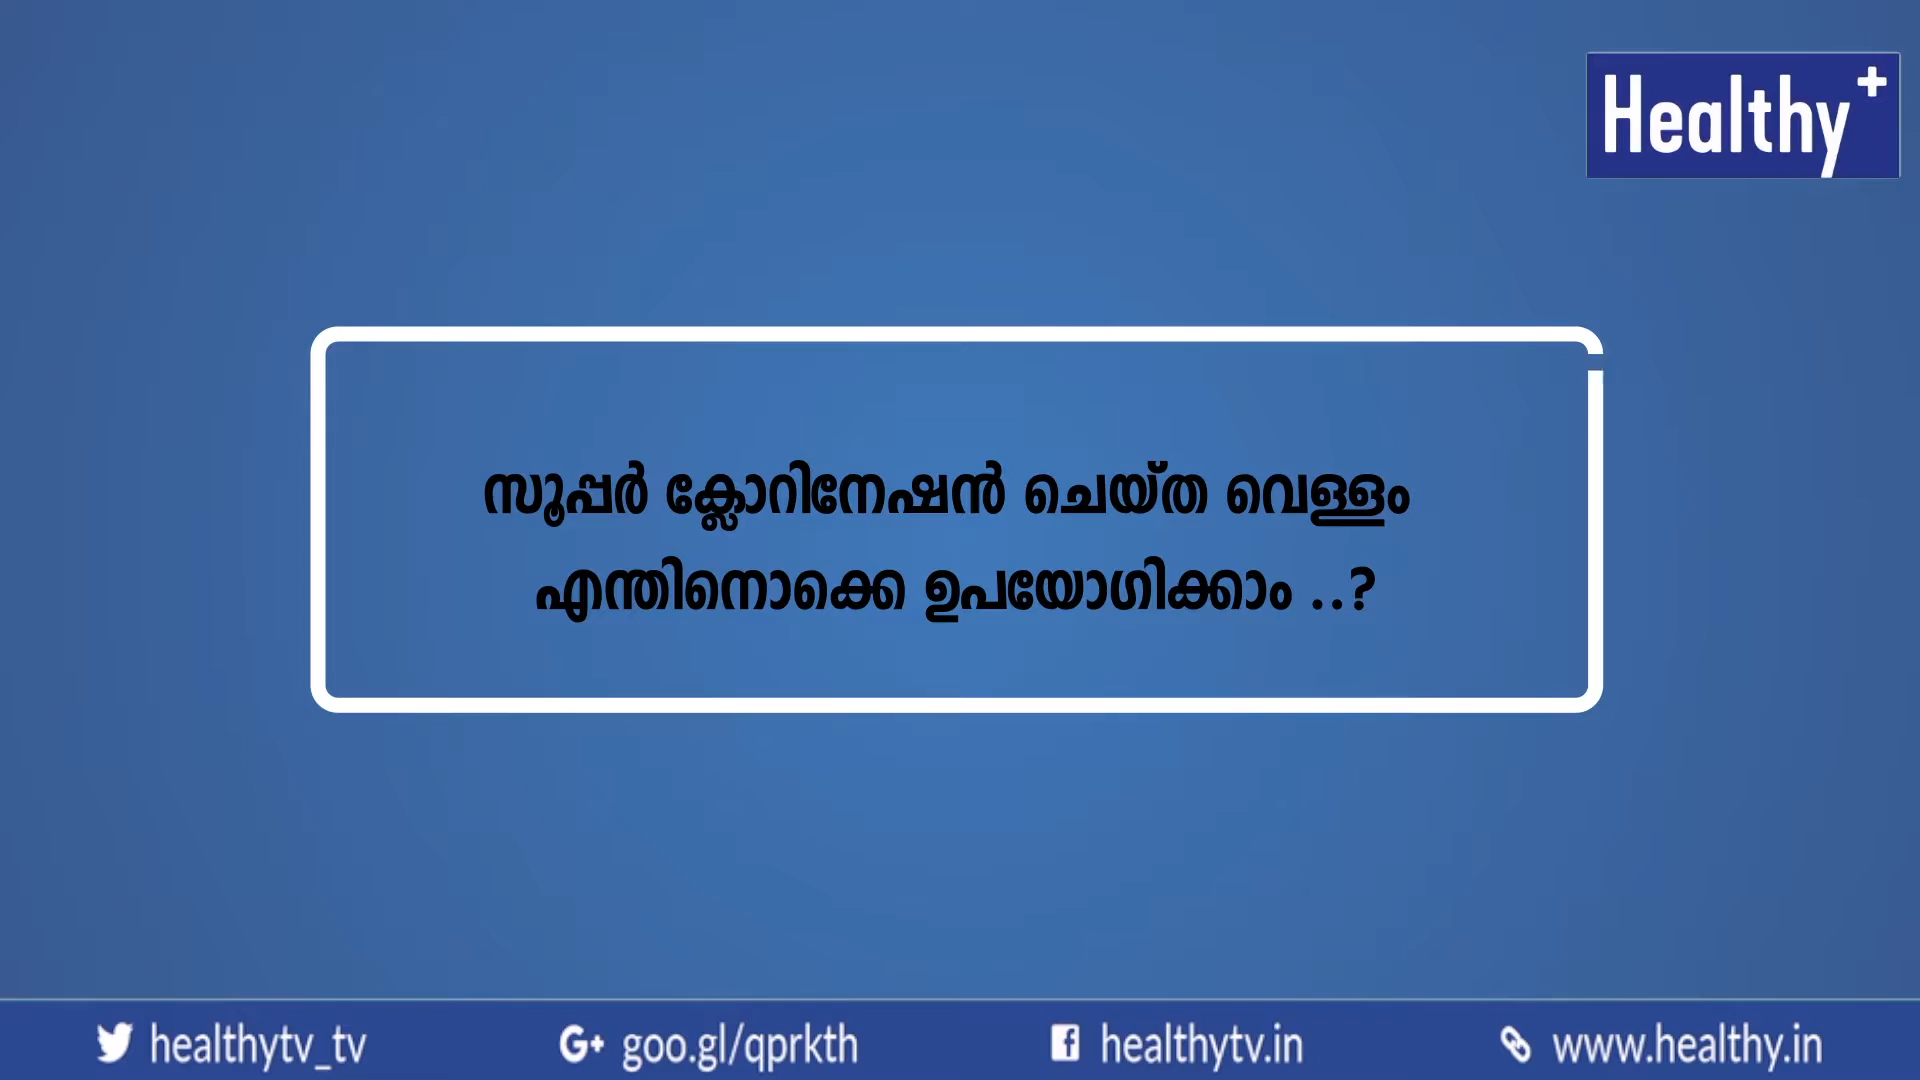 Healthy+
സൂപ്പർ ക്ലോറിനേഷൻ ചെയ്ത വെള്ളം
എന്തിനൊക്കെ ഉപയോഗിക്കാം ..?
healthytv_tv
G+ goo.gl/qprkth
healthytv.in
www.healthy.in